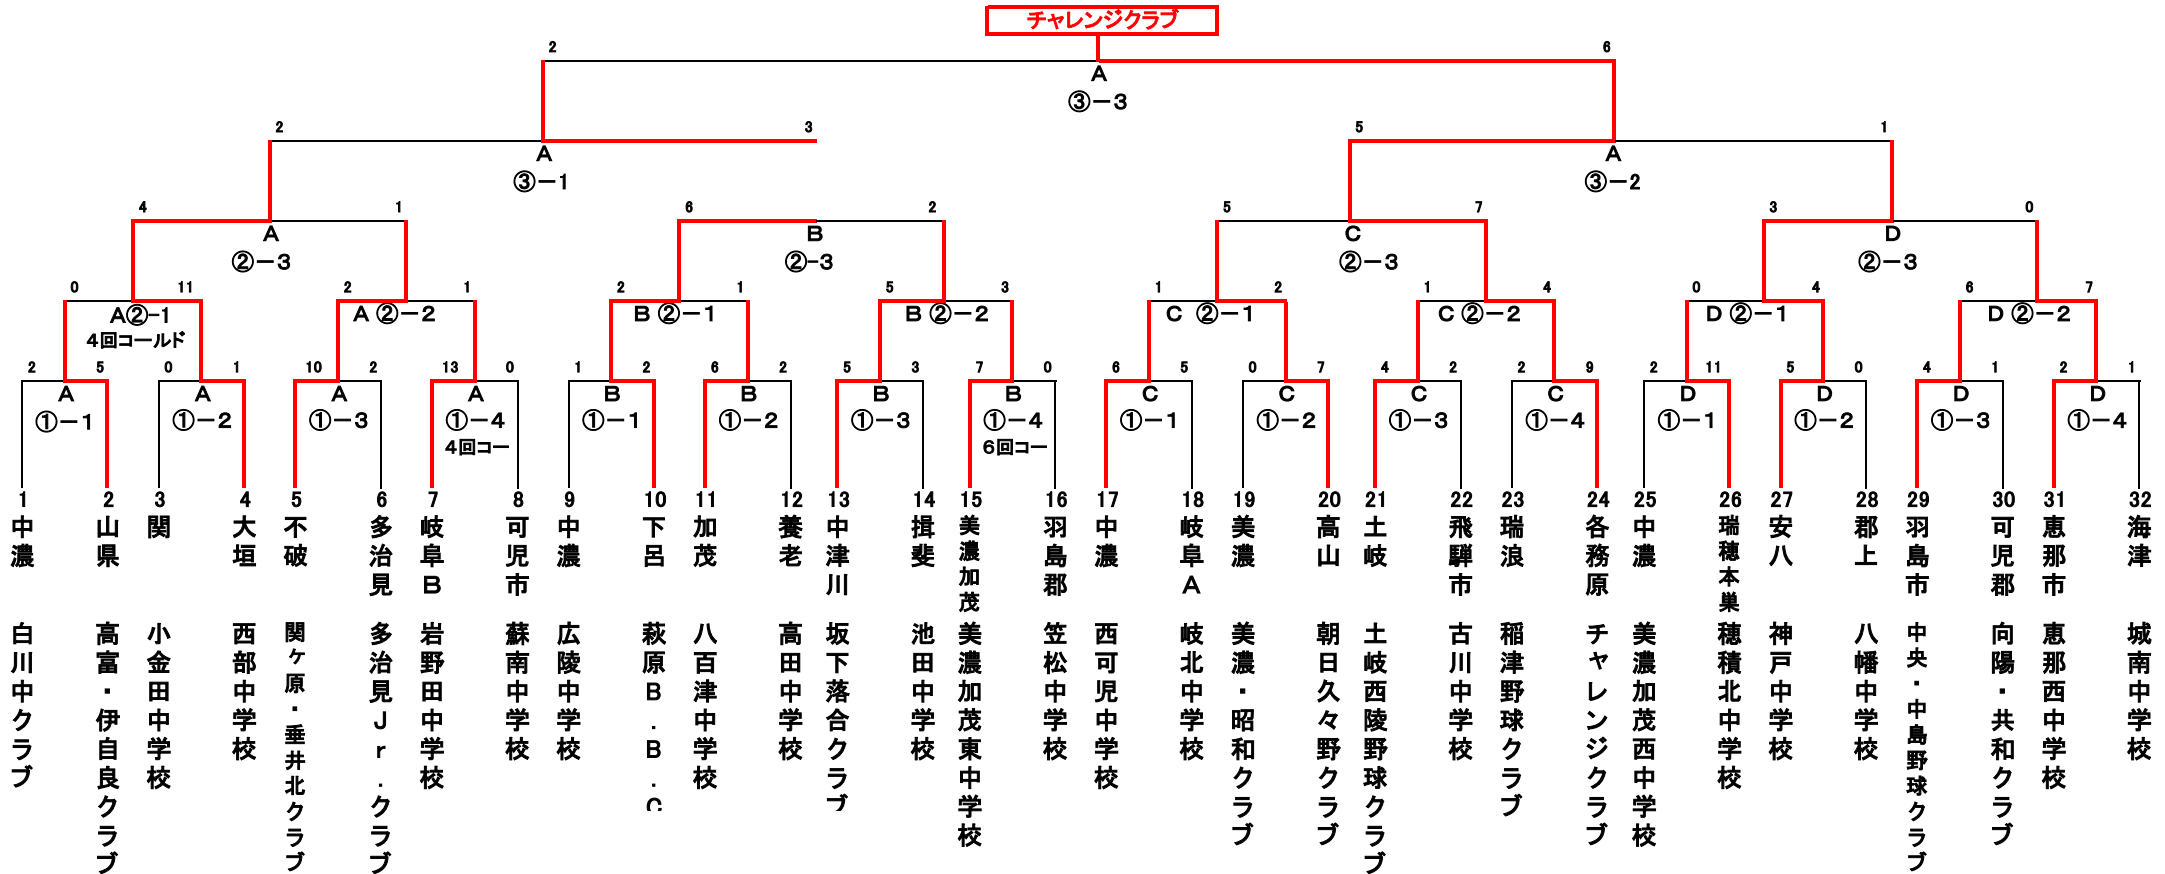 チャレンジクラブ
2 6
A
③－3
2 3 5 1
A A
③－1 ③－2
4 1 6 2 5 7 3 0
A B C D
②－3 ②-3 ②－3 ②－3
0 11 2 1 2 1 5 3 1 2 1 4 0 4 6 7
A②-1 A②－2 B②－1 B②－2 C②－1 C②－2 D②－1 D②－2
4回コールド
2 5 0 1 10 2 13 0 1 2 6 2 5 3 7 0 6 5 0 7 4 2 2 9 2 11 5 0 4 1 2 1
A A A A B B B B C C C C D D D D
①－1 ①－2 ①－3 ①－4 ①－1 ①－2 ①－3 ①－4 ①－1 ①－2 ①－3 ①－4 ①－1 ①－2 ①－3 ①－4
4回コー 6回コー
1 中濃 白川中クラブ
2 山県 高富・伊自良クラブ
3 関 小金田中学校
4 大垣 西部中学校
5 不破 関ヶ原・垂井北クラブ
6 多治見 多治見Jr.クラブ
7 岐阜B 岩野田中学校
8 可児市 蘇南中学校
9 中濃 広陵中学校
10 下呂 萩原B.B.C
11 加茂 八百津中学校
12 養老 高田中学校
13 中津川 坂下落合クラブ
14 揖斐 池田中学校
15 美濃加茂 美濃加茂東中学校
16 羽島郡 笠松中学校
17 中濃 西可児中学校
18 岐阜A 岐北中学校
19 美濃 美濃・昭和クラブ
20 高山 朝日久々野クラブ
21 土岐 土岐西陵野球クラブ
22 飛騨市 古川中学校
23 瑞浪 稲津野球クラブ
24 各務原 チャレンジクラブ
25 中濃 美濃加茂西中学校
26 瑞穂本巣 穂積北中学校
27 安八 神戸中学校
28 郡上 八幡中学校
29 羽島市 中央・中島野球クラブ
30 可児郡 向陽・共和クラブ
31 恵那市 恵那西中学校
32 海津 城南中学校